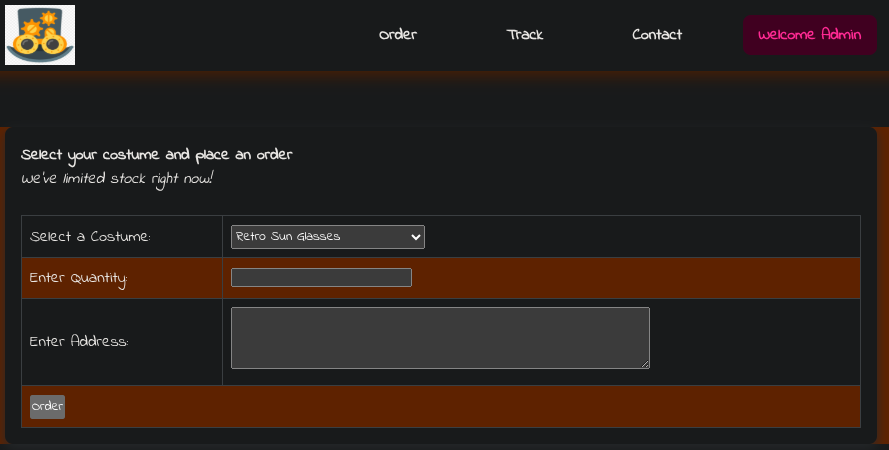 Order Track Contact Welcome Admin
Select your costume and place an order
We've limited stock right now!
Select a Costume: Retro Sun Glasses
Enter Quantity:
Enter Address:
Order